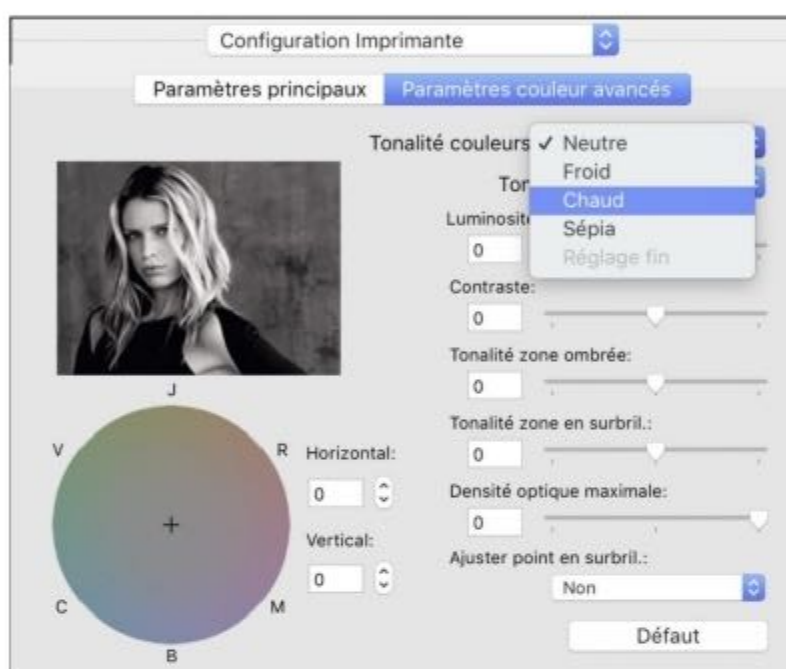 Configuration Imprimante
Paramètres principaux Paramètres couleur avancés
Tonalité couleurs ✓ Neutre
Froid
Ton
Chaud
Luminosité
Sépia
0
Réglage fin
Contraste:
0
Tonalité zone ombrée:
0
J
Tonalité zone en surbril.:
V R Horizontal:
0
0
Densité optique maximale:
0
Vertical:
Ajuster point en surbril.:
0
Non
C M
Défaut
B